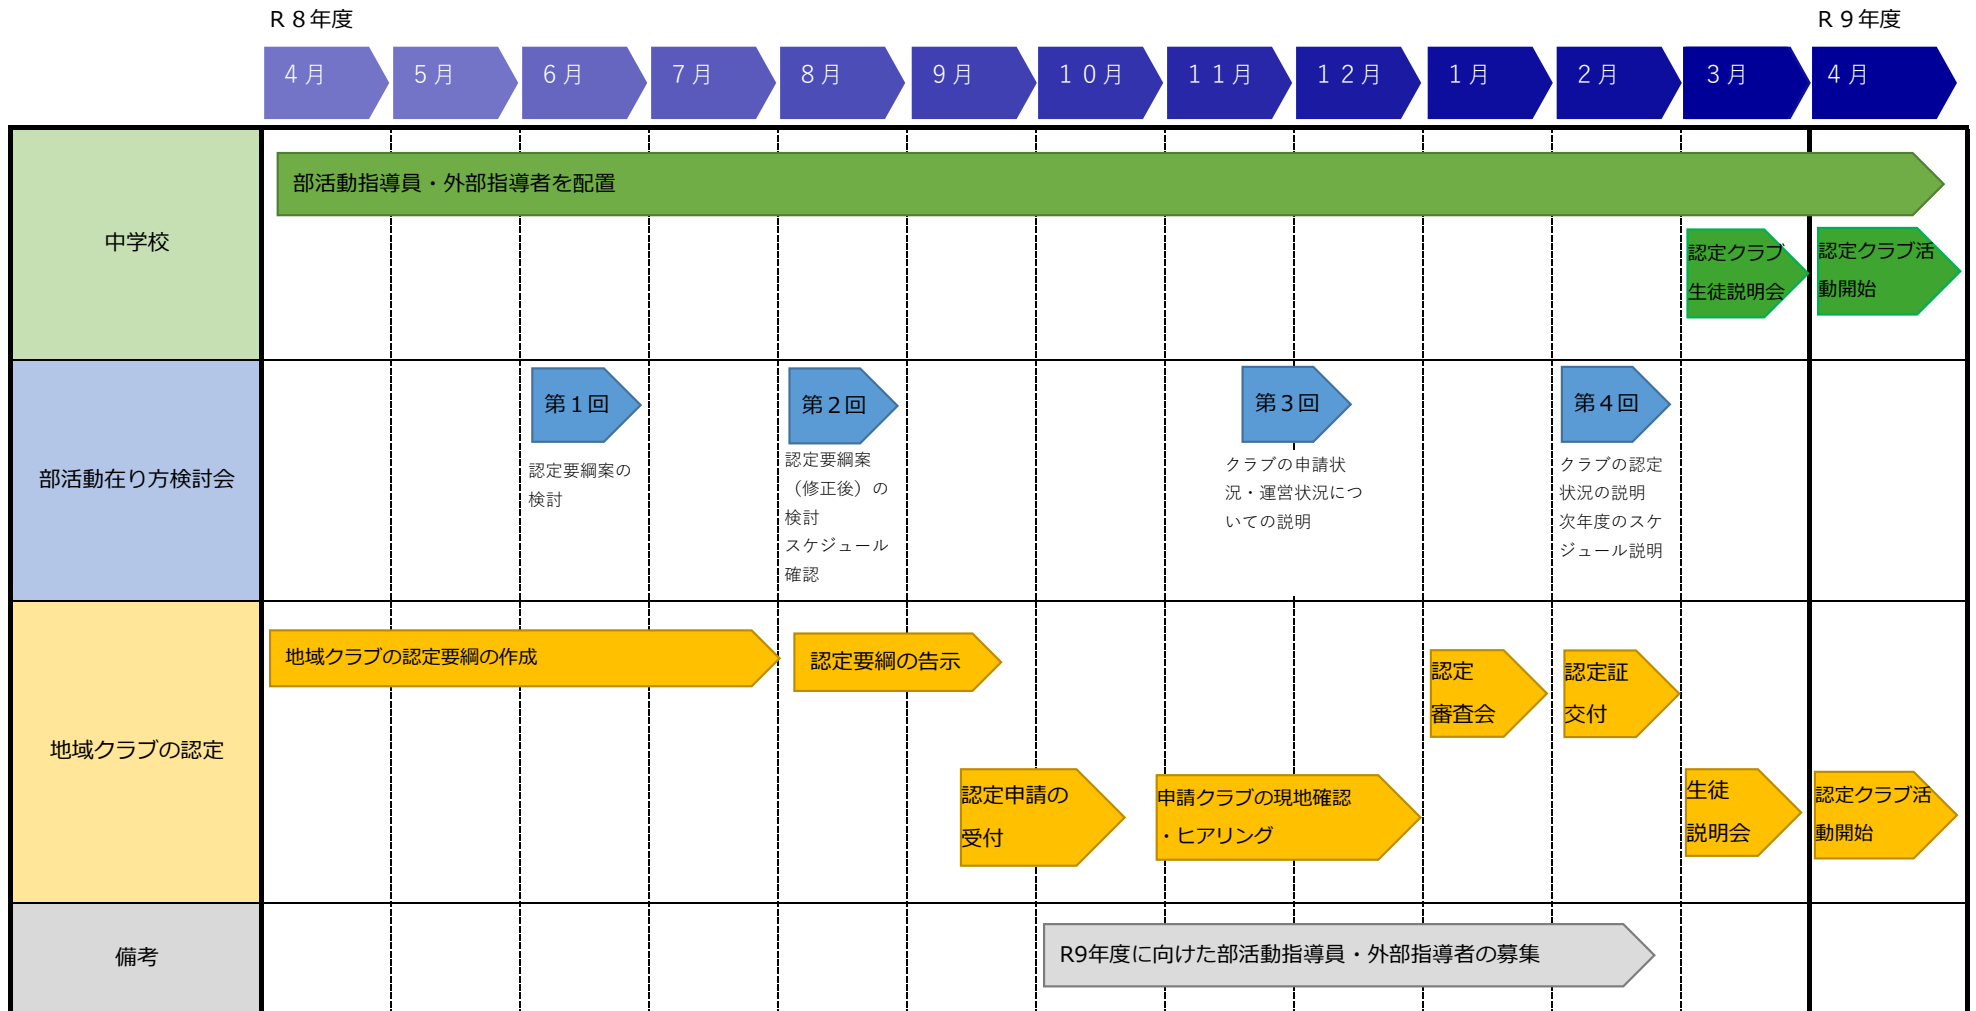 R８年度
R９年度
４月
５月
６月
７月
８月
９月
１０月
１１月
１２月
１月
２月
３月
４月
中学校
部活動指導員・外部指導者を配置
認定クラブ
生徒説明会
認定クラブ活
動開始
部活動在り方検討会
第１回
認定要綱案の
検討
第２回
認定要綱案
（修正後）の
検討
スケジュール
確認
第３回
クラブの申請状
況・運営状況につ
いての説明
第４回
クラブの認定
状況の説明
次年度のスケ
ジュール説明
地域クラブの認定
地域クラブの認定要綱の作成
認定要綱の告示
認定申請の
受付
申請クラブの現地確認
・ヒアリング
認定
審査会
認定証
交付
生徒
説明会
認定クラブ活
動開始
備考
R9年度に向けた部活動指導員・外部指導者の募集